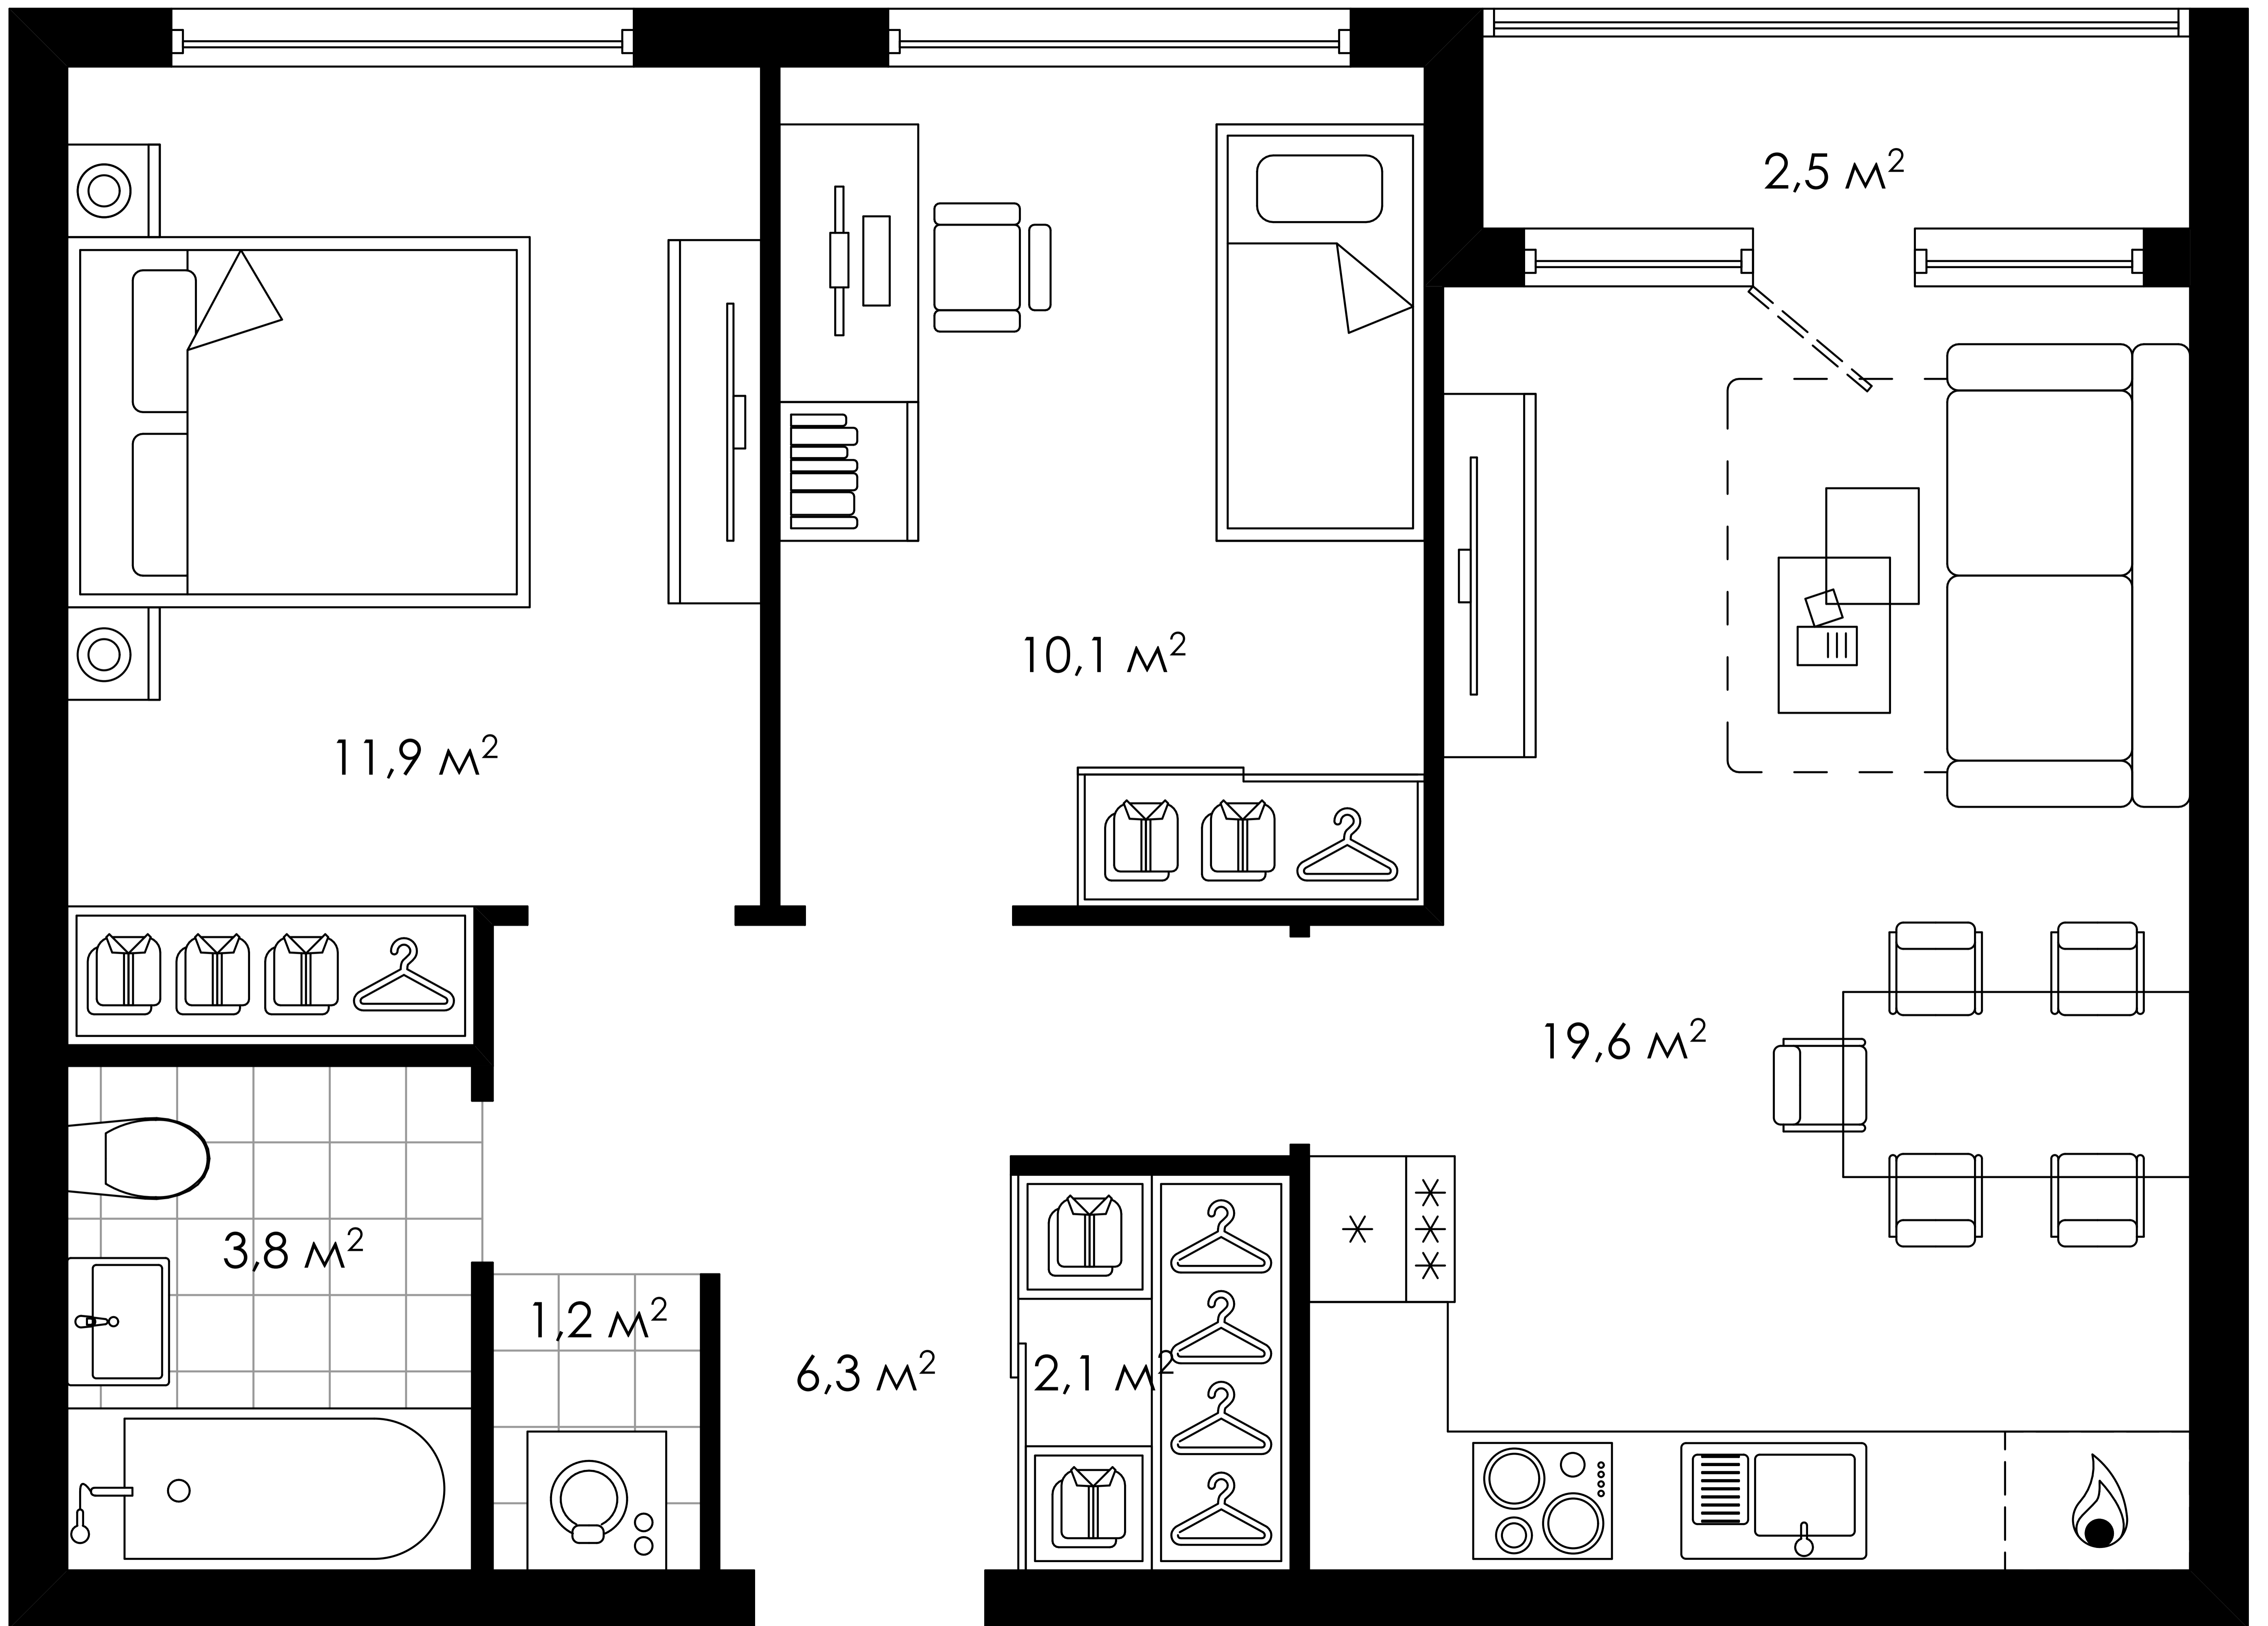 2,5 м²
10,1 м²
11,9 м²
19,6 м²
3,8 м²
1,2 м²
6,3 м²
2,1 м²